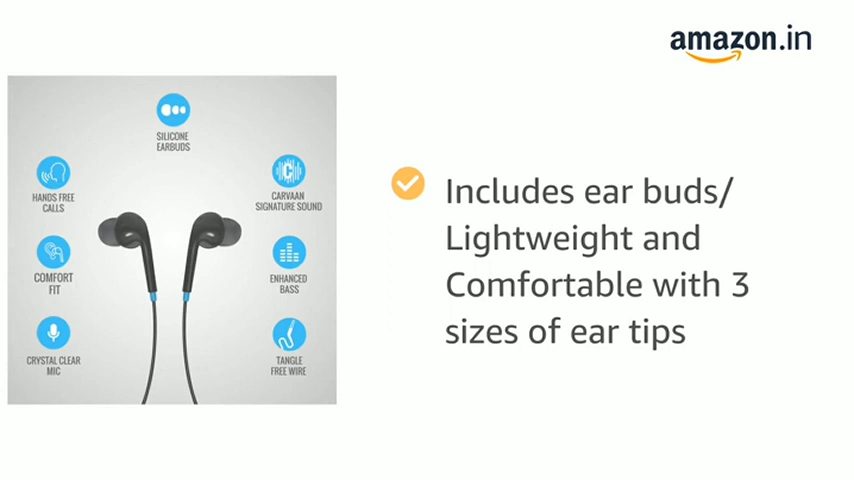 amazon.in
SILICONE
EARBUDS
HANDS FREE
CALLS
CARVAAN
SIGNATURE SOUND
COMFORT
FIT
ENHANCED
BASS
CRYSTAL CLEAR
MIC
TANGLE
FREE WIRE
Includes ear buds/
Lightweight and
Comfortable with 3
sizes of ear tips